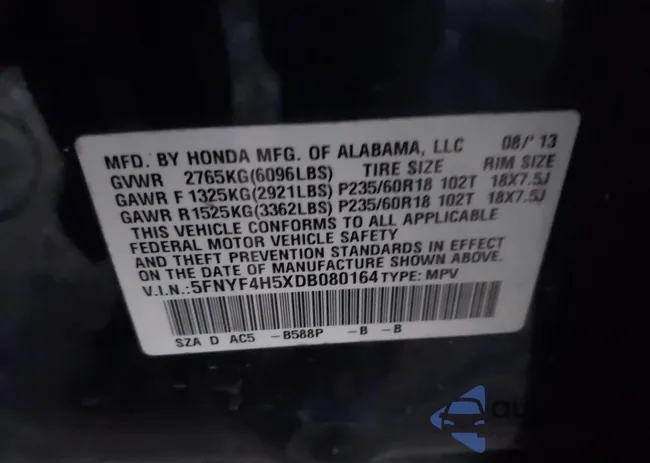 MFD. BY HONDA MFG. OF ALABAMA, LLC 08/'13
GVWR 2765KG(6096LBS) TIRE SIZE RIM SIZE
GAWR F 1325KG(2921LBS) P235/60R18 102T 18X7.5J
GAWR R1525KG(3362LBS) P235/60R18 102T 18X7.5J
THIS VEHICLE CONFORMS TO ALL APPLICABLE
FEDERAL MOTOR VEHICLE SAFETY
AND THEFT PREVENTION STANDARDS IN EFFECT
ON THE DATE OF MANUFACTURE SHOWN ABOVE.
V.I.N.:5FNYF4H5XDB080164 TYPE: MPV
SZA D AC5 -B588P -B -B